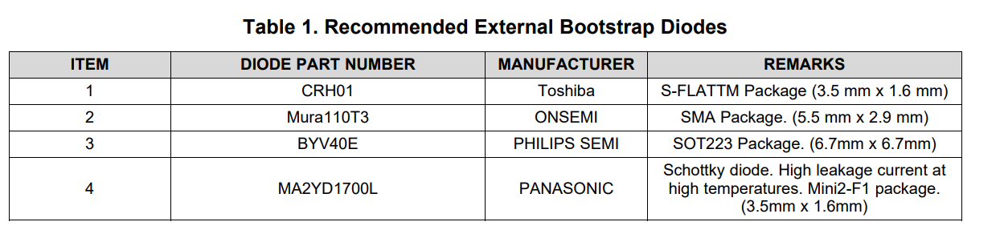 Table 1. Recommended External Bootstrap Diodes
ITEM DIODE PART NUMBER MANUFACTURER REMARKS
1 CRH01 Toshiba S-FLATTM Package (3.5 mm x 1.6 mm)
2 Mura110T3 ONSEMI SMA Package. (5.5 mm x 2.9 mm)
3 BYV40E PHILIPS SEMI SOT223 Package. (6.7mm x 6.7mm)
4 MA2YD1700L PANASONIC Schottky diode. High leakage current at
high temperatures. Mini2-F1 package.
(3.5mm x 1.6mm)